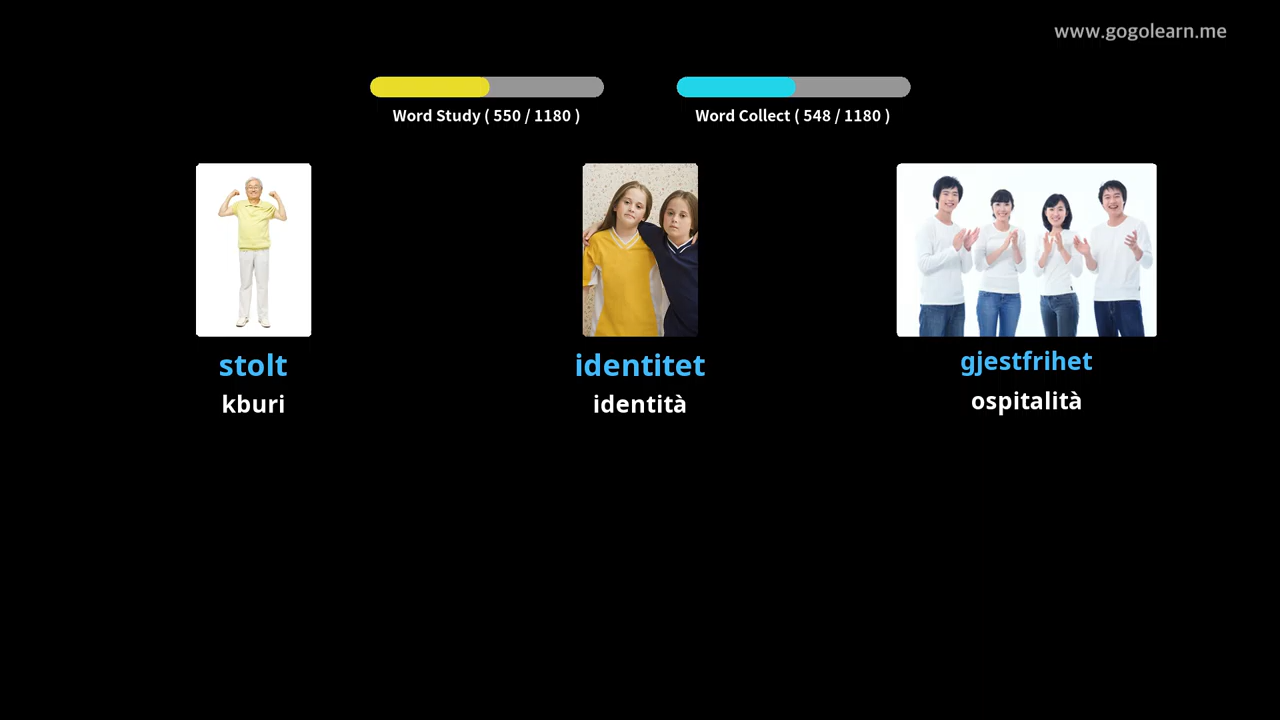 www.gogolearn.me
Word Study ( 550 / 1180 )
Word Collect ( 548 / 1180 )
stolt
kburi
identitet
identità
gjestfrihet
ospitalità